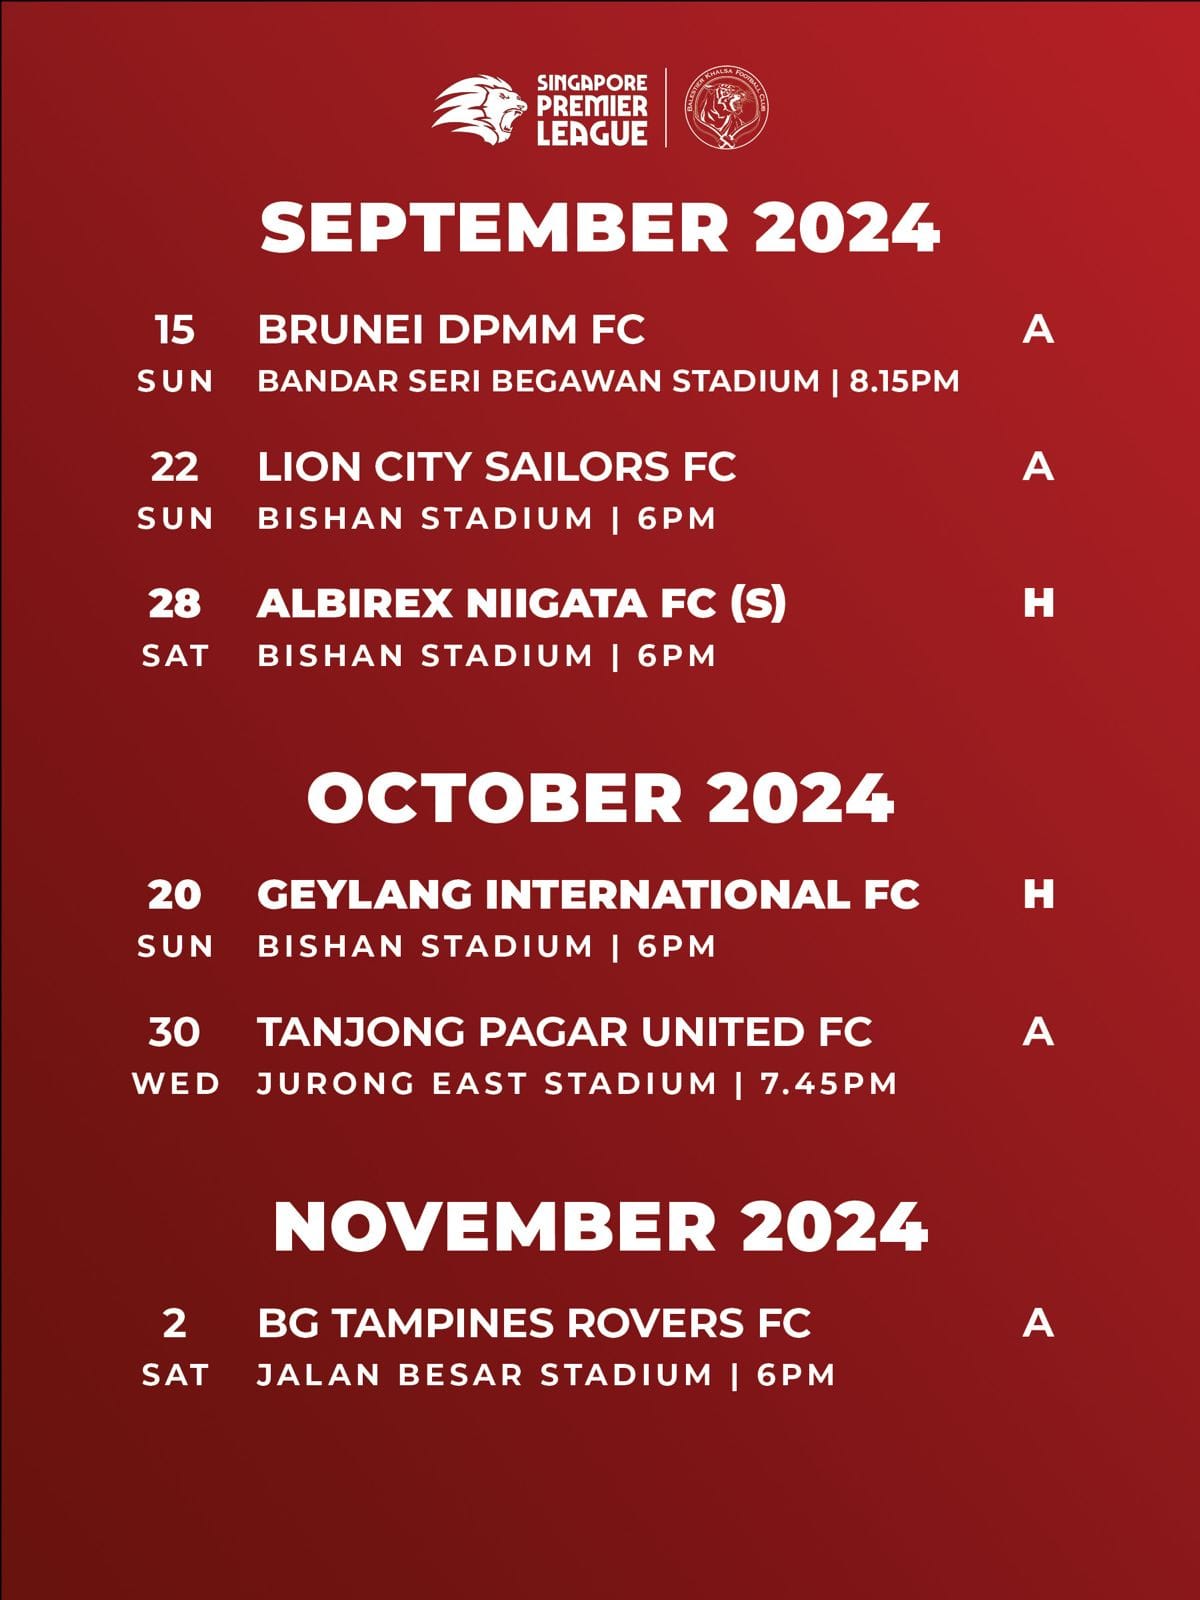 SINGAPORE
PREMIER
LEAGUE
BALESTIER KHALSA FOOTBALL CLUB
SEPTEMBER 2024
15 BRUNEI DPMM FC A
SUN BANDAR SERI BEGAWAN STADIUM | 8.15PM
22 LION CITY SAILORS FC A
SUN BISHAN STADIUM | 6PM
28 ALBIREX NIIGATA FC (S) H
SAT BISHAN STADIUM | 6PM
OCTOBER 2024
20 GEYLANG INTERNATIONAL FC H
SUN BISHAN STADIUM | 6PM
30 TANJONG PAGAR UNITED FC A
WED JURONG EAST STADIUM | 7.45PM
NOVEMBER 2024
2 BG TAMPINES ROVERS FC A
SAT JALAN BESAR STADIUM | 6PM